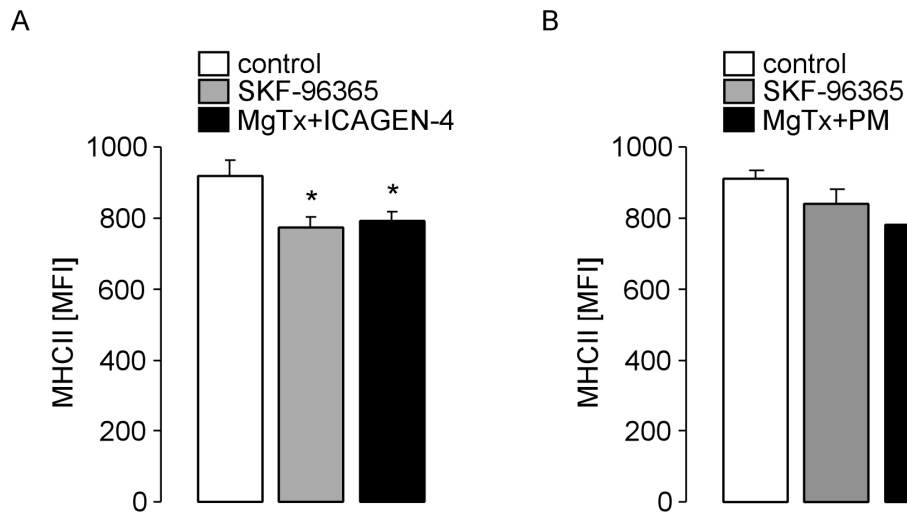 A
control
SKF-96365
MgTx+ICAGEN-4
1000
800
600
400
200
0
MHCII [MFI]
*
*
B
control
SKF-96365
MgTx+PM
1000
800
600
400
200
0
MHCII [MFI]